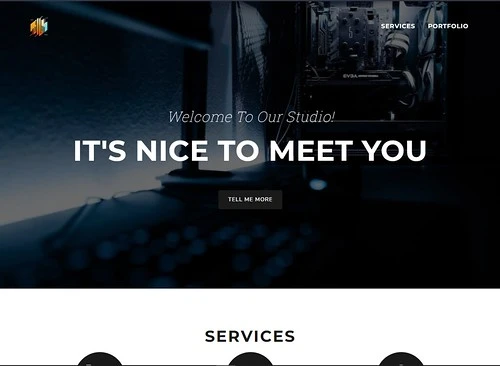 SERVICES PORTFOLIO
EVGA
Welcome To Our Studio!
IT'S NICE TO MEET YOU
TELL ME MORE
SERVICES